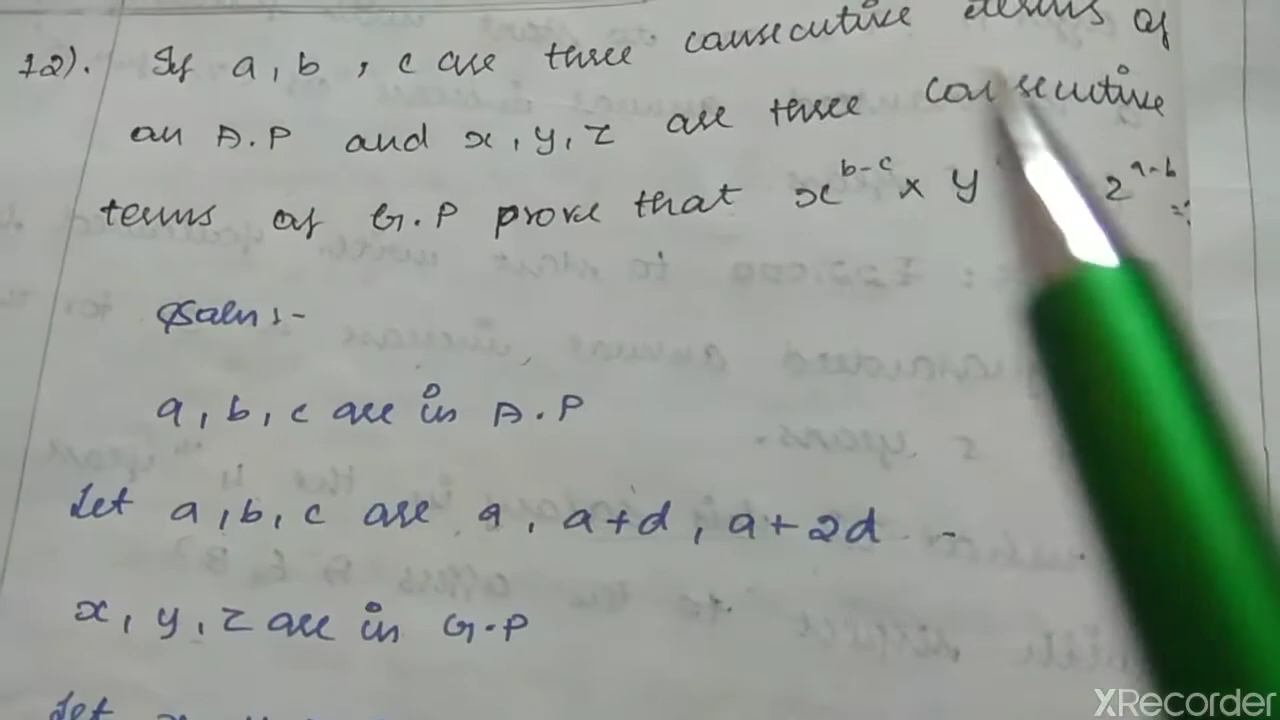 12). If a, b, c are three consecutive terms of
an A.P and x, y, z are three consecutive
terms of G.P prove that x^{b-c} × y z^{a-b} =
Soln :-
a, b, c are in A.P
Let a, b, c are a, a+d, a+2d -
x, y, z are in G.P
Let
XRecorder